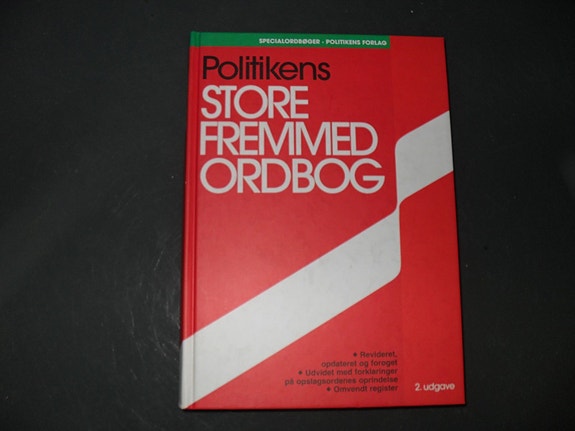 SPECIALORDBØGER · POLITIKENS FORLAG
Politikens
STORE
FREMMED
ORDBOG
• Revideret,
opdateret og forøget
• Udvidet med forklaringer
på opslagsordenes oprindelse
• Omvendt register
2. udgave